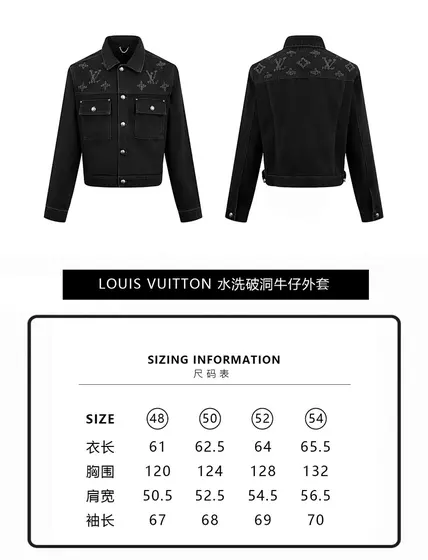 LOUIS VUITTON 水洗破洞牛仔外套
SIZING INFORMATION
尺码表
SIZE 48 50 52 54
衣长 61 62.5 64 65.5
胸围 120 124 128 132
肩宽 50.5 52.5 54.5 56.5
袖长 67 68 69 70